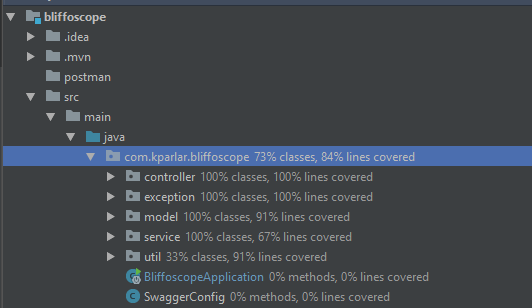 bliffoscope
.idea
.mvn
postman
src
main
java
com.kparlar.bliffoscope 73% classes, 84% lines covered
controller 100% classes, 100% lines covered
exception 100% classes, 100% lines covered
model 100% classes, 91% lines covered
service 100% classes, 67% lines covered
util 33% classes, 91% lines covered
BliffoscopeApplication 0% methods, 0% lines covered
SwaggerConfig 0% methods, 0% lines covered